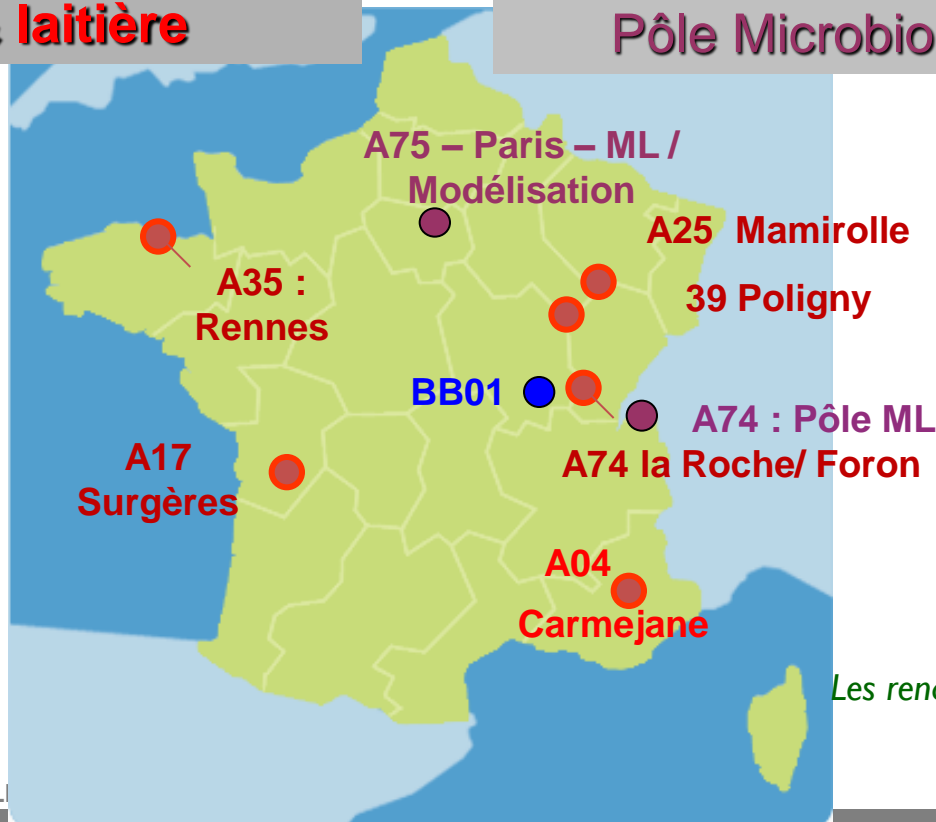 laitière
Pôle Microbio
A75 – Paris – ML /
Modélisation
A25 Mamirolle
A35 :
Rennes
39 Poligny
BB01
A74 : Pôle ML
A17
Surgères
A74 la Roche/ Foron
A04
Carmejane
Les